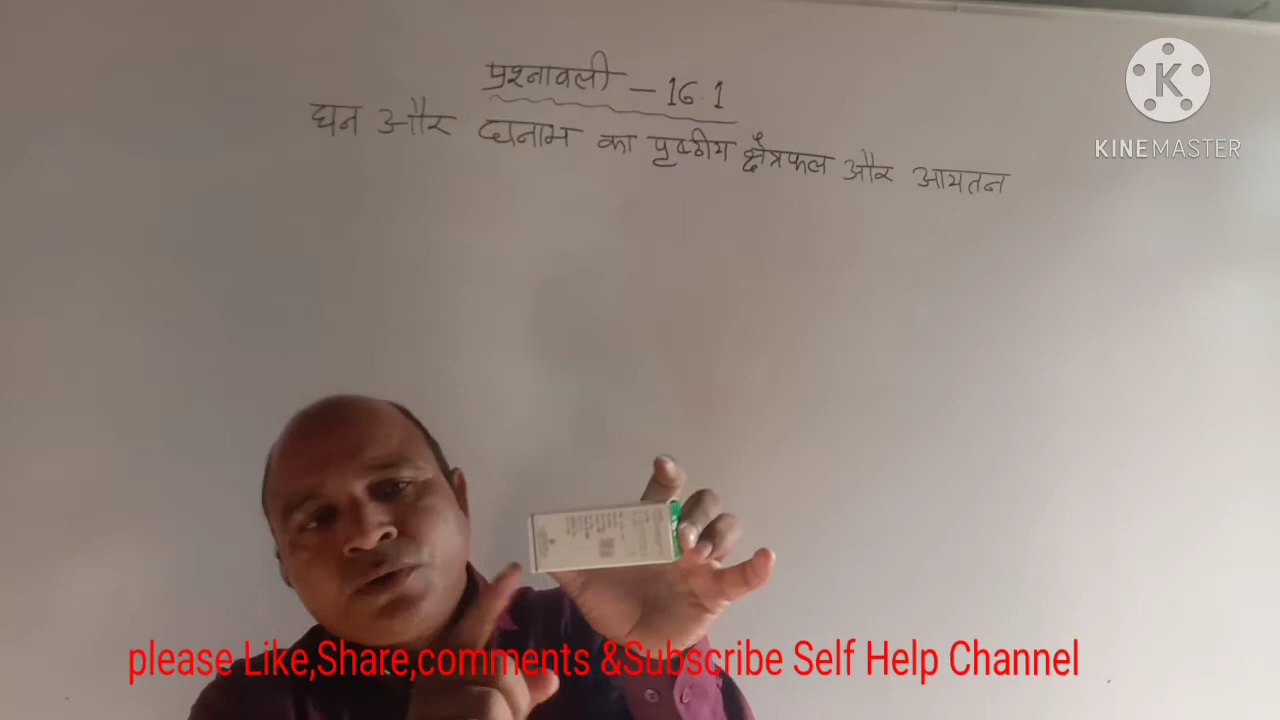 प्रश्नावली - 16.1
घन और घनाभ का पृष्ठीय क्षेत्रफल और आयतन
KINEMASTER
please Like,Share,comments &Subscribe Self Help Channel